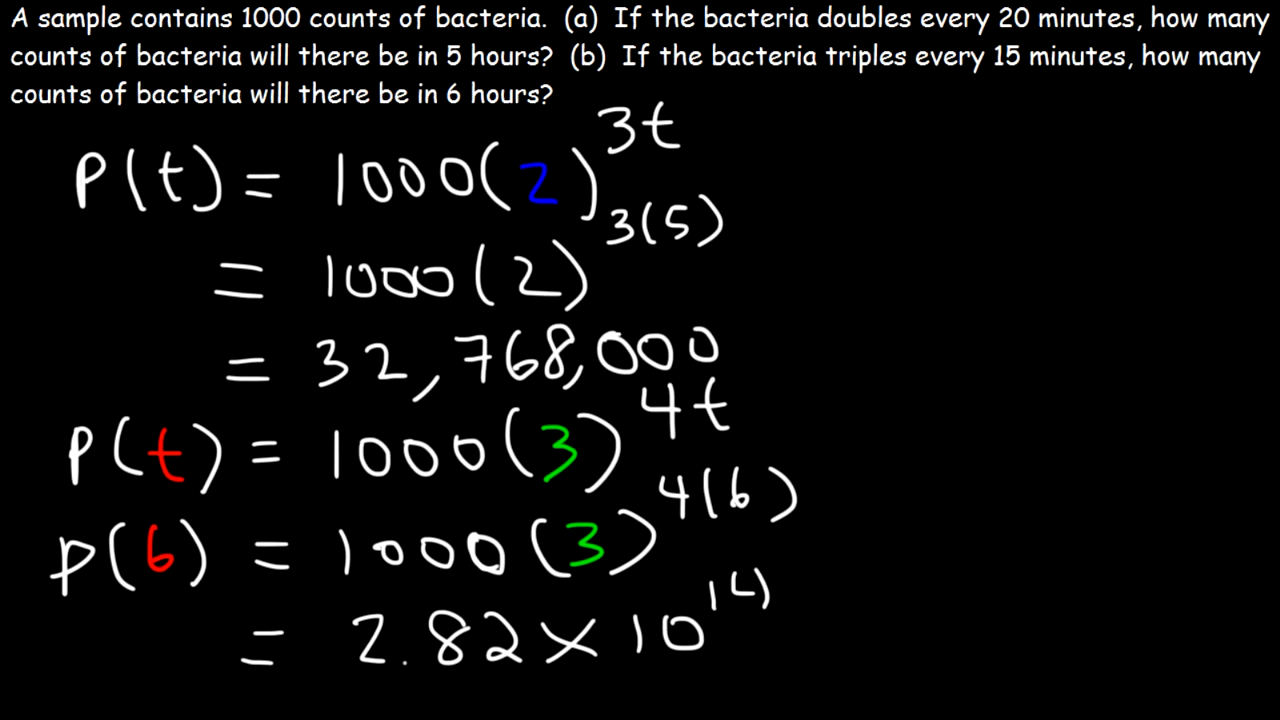 A sample contains 1000 counts of bacteria. (a) If the bacteria doubles every 20 minutes, how many
counts of bacteria will there be in 5 hours? (b) If the bacteria triples every 15 minutes, how many
counts of bacteria will there be in 6 hours?
P(t) = 1000(2)^3t
= 1000(2)^3(5)
= 32,768,000
P(t) = 1000(3)^4t
P(6) = 1000(3)^4(6)
= 2.82 × 10^14